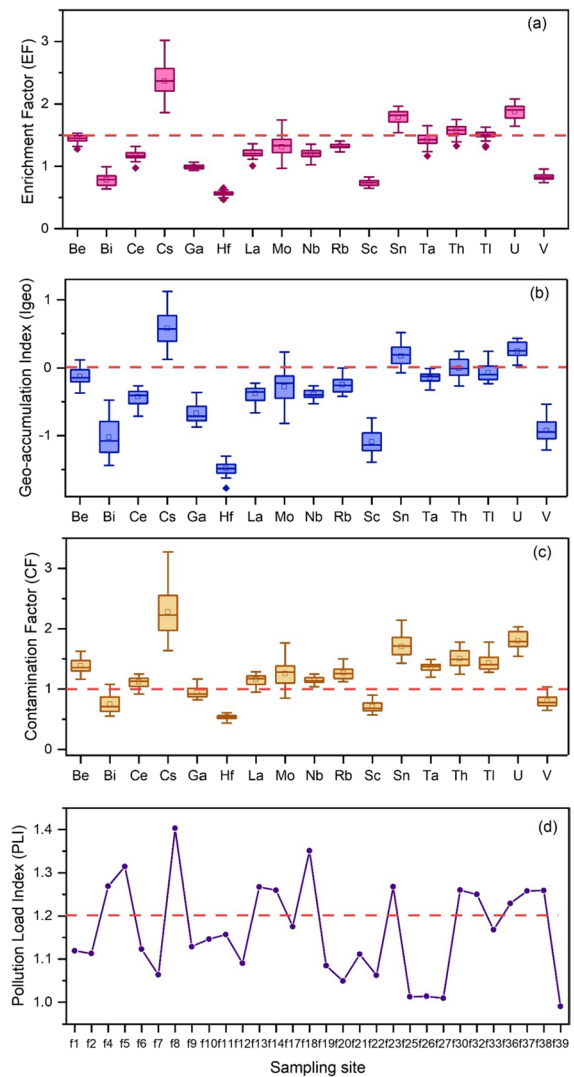 (a)
Enrichment Factor (EF)
3
2
1
0
Be Bi Ce Cs Ga Hf La Mo Nb Rb Sc Sn Ta Th Tl U V
(b)
Geo-accumulation Index (Igeo)
1
0
-1
Be Bi Ce Cs Ga Hf La Mo Nb Rb Sc Sn Ta Th Tl U V
(c)
Contamination Factor (CF)
3
2
1
0
Be Bi Ce Cs Ga Hf La Mo Nb Rb Sc Sn Ta Th Tl U V
(d)
Pollution Load Index (PLI)
1.4
1.3
1.2
1.1
1.0
f1 f2 f4 f5 f6 f7 f8 f9 f10 f11 f12 f13 f14 f17 f18 f19 f20 f21 f22 f23 f25 f26 f27 f30 f32 f33 f36 f37 f38 f39
Sampling site